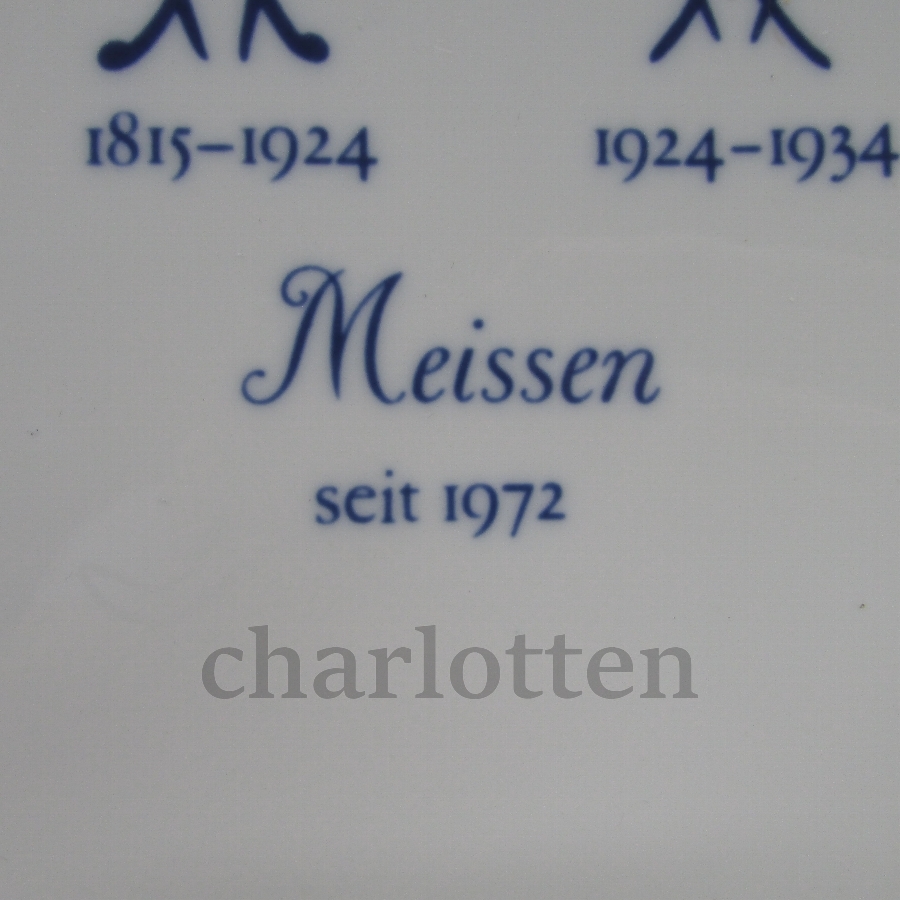 1815–1924 1924–1934
Meissen
seit 1972
charlotten